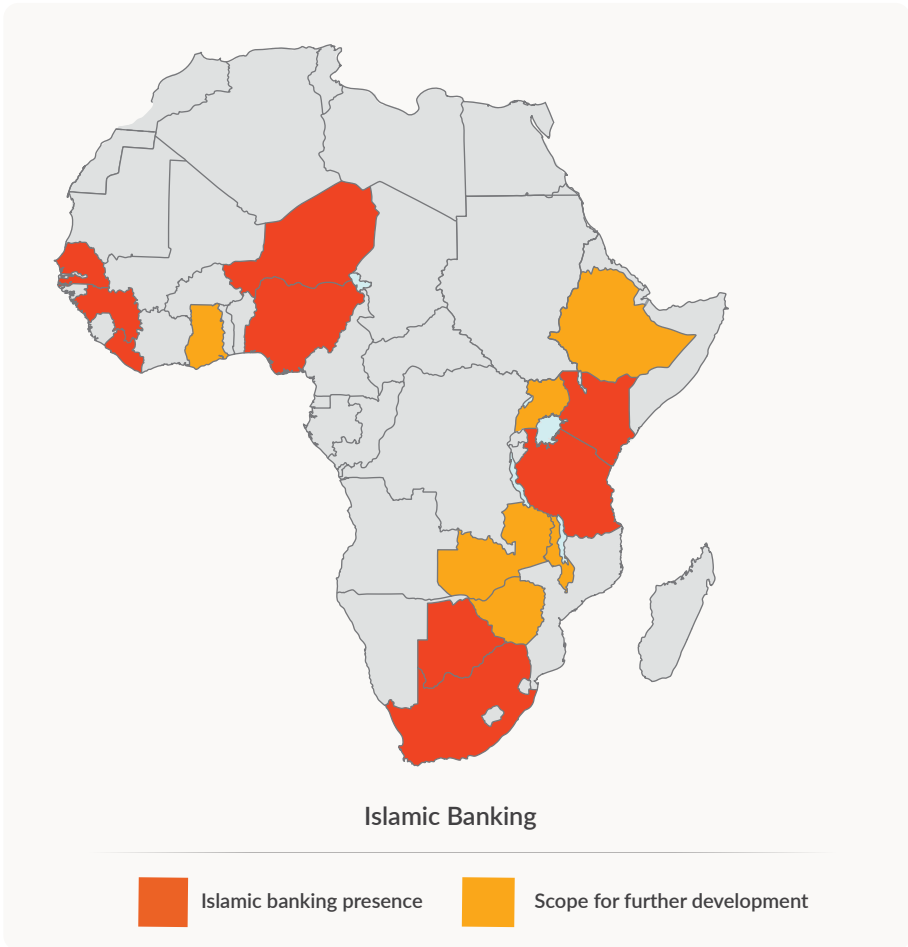 Islamic Banking
Islamic banking presence
Scope for further development